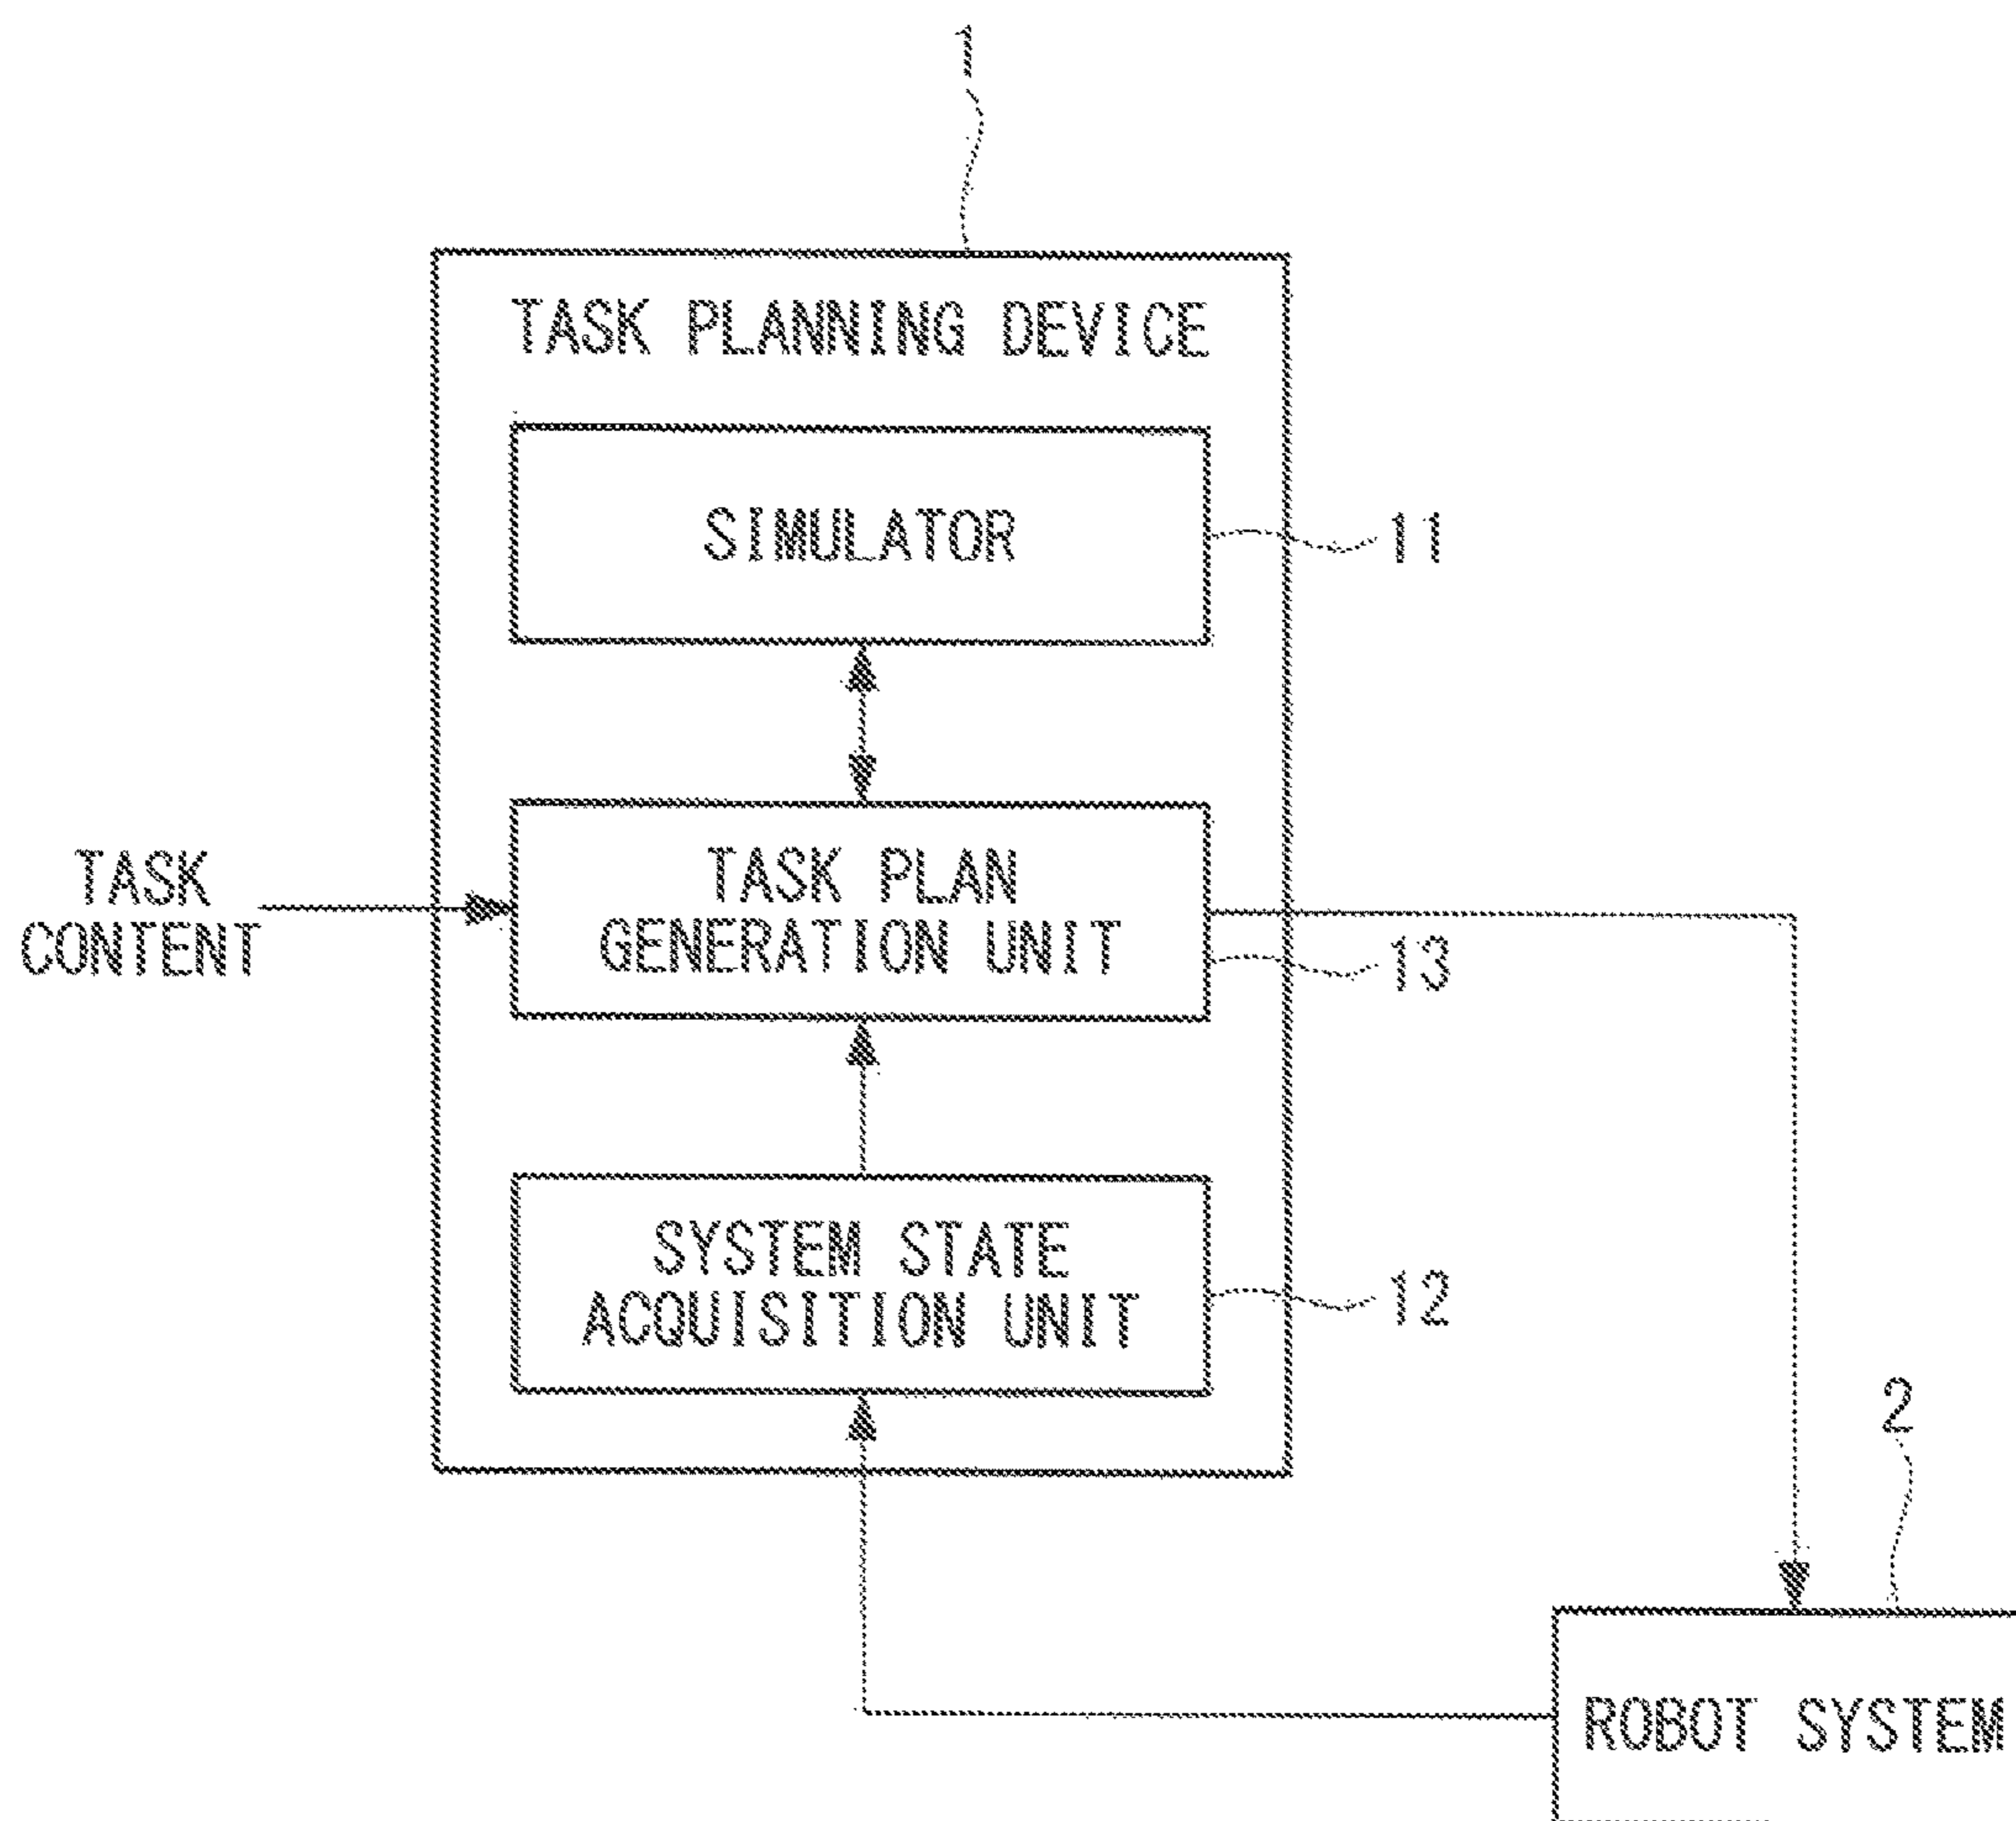 1
TASK PLANNING DEVICE
SIMULATOR
11
TASK
CONTENT
TASK PLAN
GENERATION UNIT
13
SYSTEM STATE
ACQUISITION UNIT
12
2
ROBOT SYSTEM